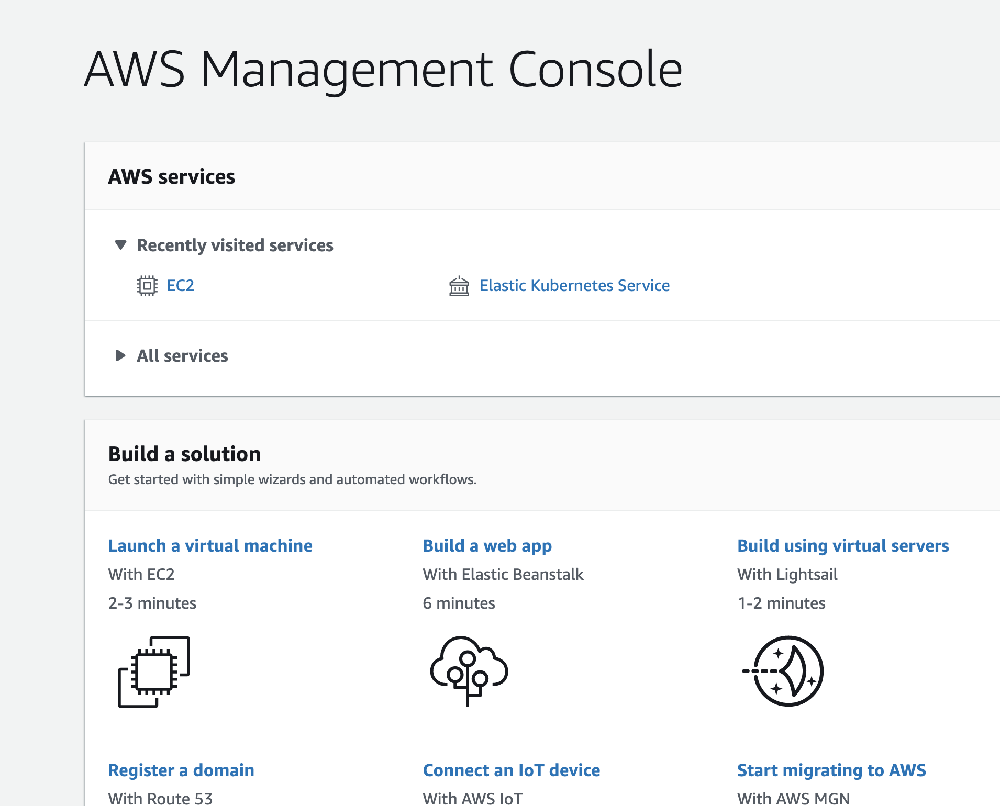 AWS Management Console
AWS services
Recently visited services
EC2
Elastic Kubernetes Service
All services
Build a solution
Get started with simple wizards and automated workflows.
Launch a virtual machine
With EC2
2-3 minutes
Build a web app
With Elastic Beanstalk
6 minutes
Build using virtual servers
With Lightsail
1-2 minutes
Register a domain
With Route 53
Connect an IoT device
With AWS IoT
Start migrating to AWS
With AWS MGN